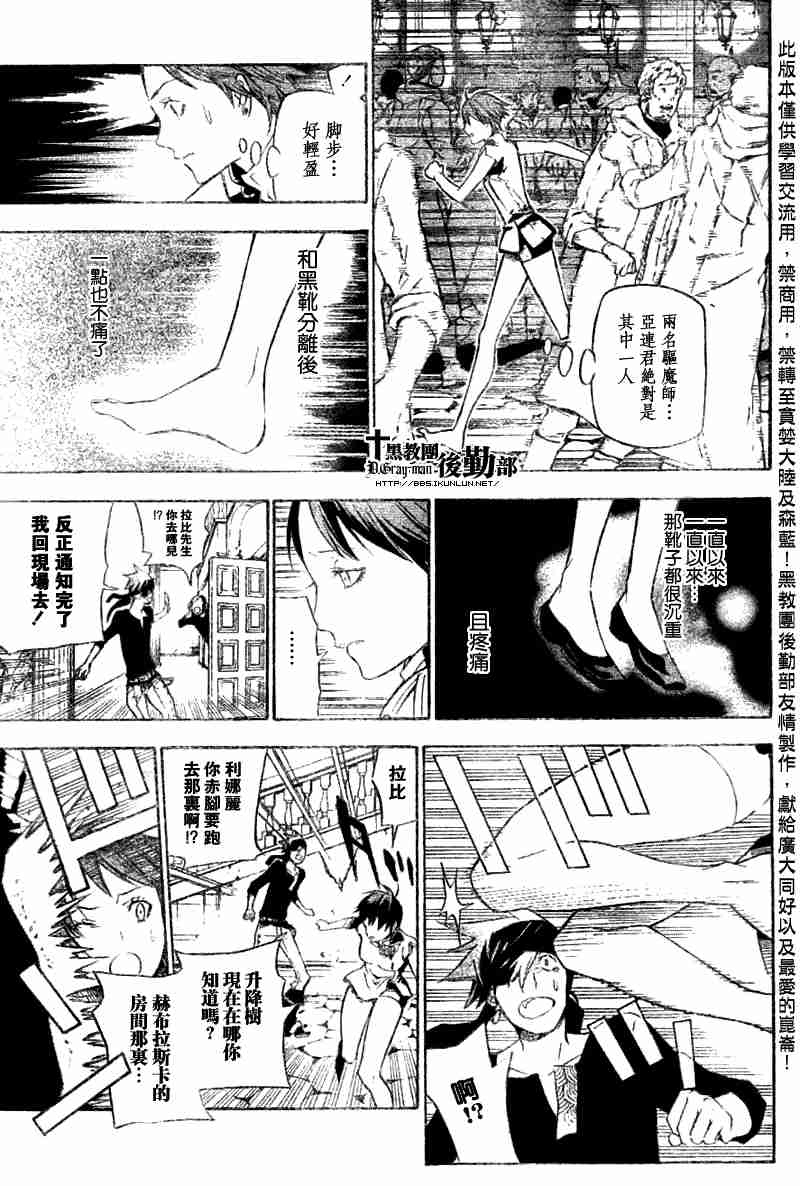 兩名驅魔師…
亞連君絕對是
其中一人
！
腳步…
好輕盈
和黑靴分離後
一點也不痛了
黑教團
D.Gray-man
後勤部
HTTP://BBS.IKUNLUN.NET/
一直以來
一直以來…
那靴子都很沉重
且疼痛
……
拉比先生
你去哪兒
!?
反正通知完了
我回現場去！
啊
!?
拉比
利娜麗
你赤腳要跑
去那裏啊!?
升降樹
現在在哪你
知道嗎？
赫布拉斯卡的
房間那裏…
此版本僅供學習交流用，禁商用，禁轉至貪婪大陸及森藍！黑教團後勤部友情製作，獻給廣大同好以及最愛的崑崙！